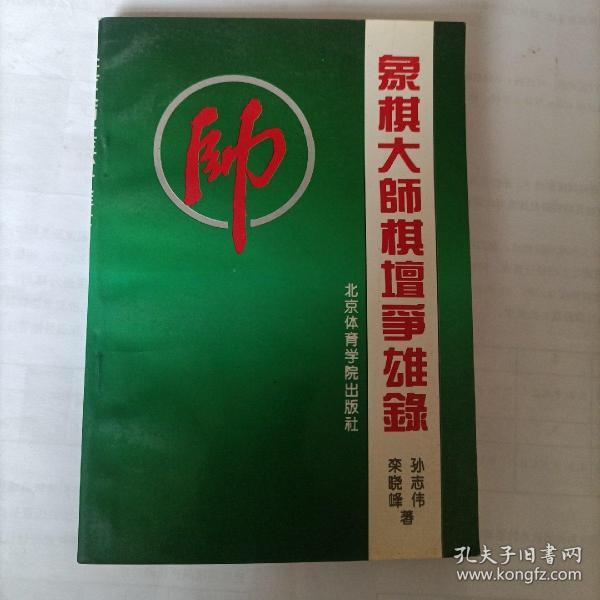 象棋大師棋壇爭雄錄
帥
北京体育学院出版社
孙志伟
栾晓峰
著
孔夫子旧书网
www.kongfz.com